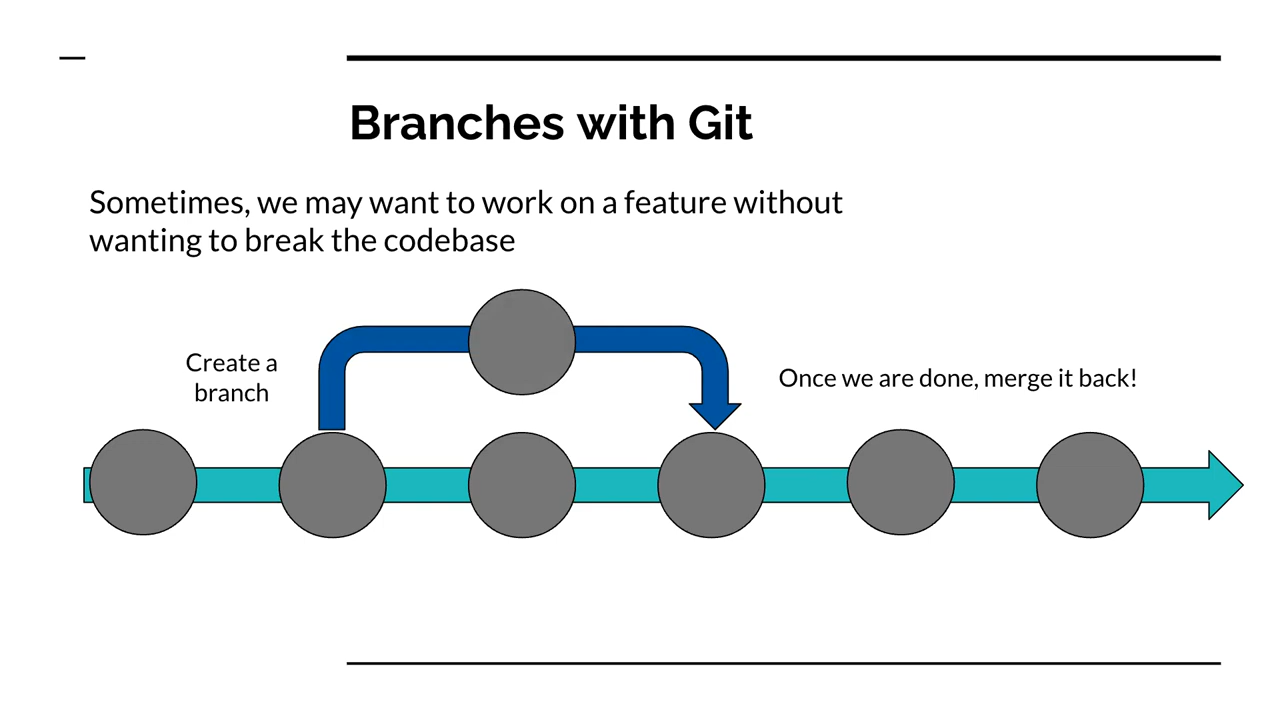 Branches with Git
Sometimes, we may want to work on a feature without
wanting to break the codebase
Create a
branch
Once we are done, merge it back!